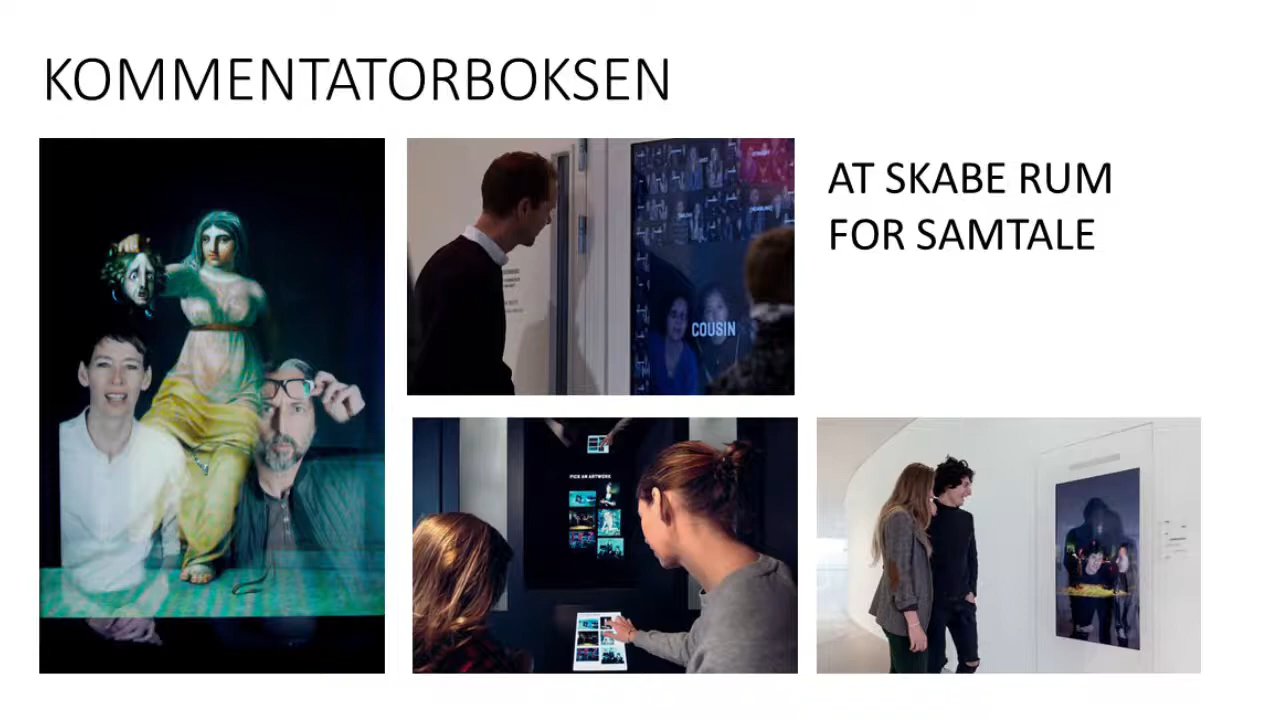 KOMMENTATORBOKSEN
AT SKABE RUM
FOR SAMTALE
COUSIN
PICK AN ARTWORK